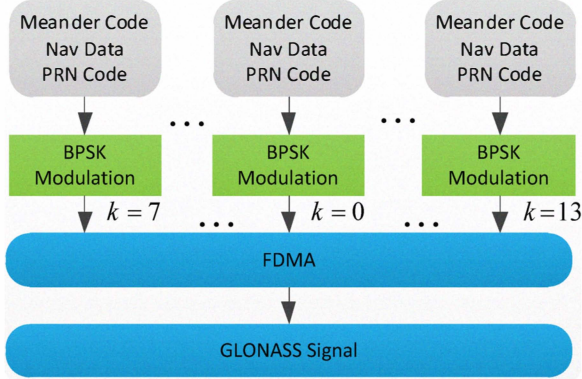 Meander Code Meander Code Meander Code
Nav Data Nav Data Nav Data
PRN Code PRN Code PRN Code
... ...
BPSK BPSK BPSK
Modulation Modulation Modulation
k = 7 ... k = 0 ... k = 13
FDMA
GLONASS Signal